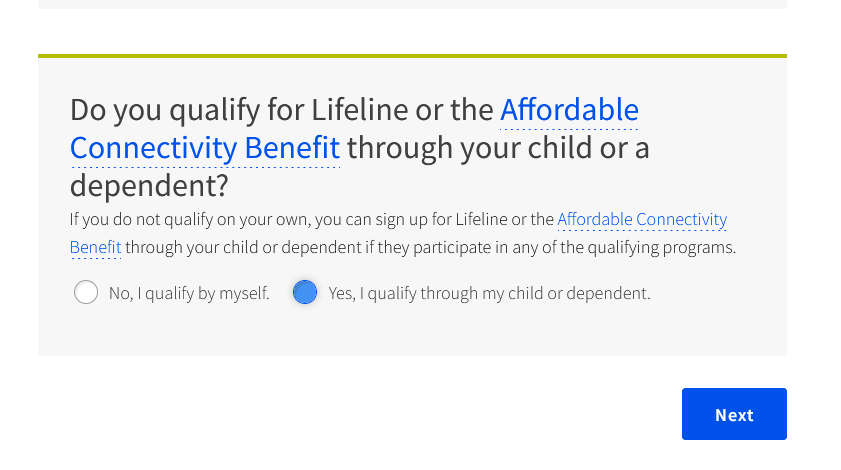 Do you qualify for Lifeline or the Affordable
Connectivity Benefit through your child or a
dependent?
If you do not qualify on your own, you can sign up for Lifeline or the Affordable Connectivity
Benefit through your child or dependent if they participate in any of the qualifying programs.
No, I qualify by myself. Yes, I qualify through my child or dependent.
Next